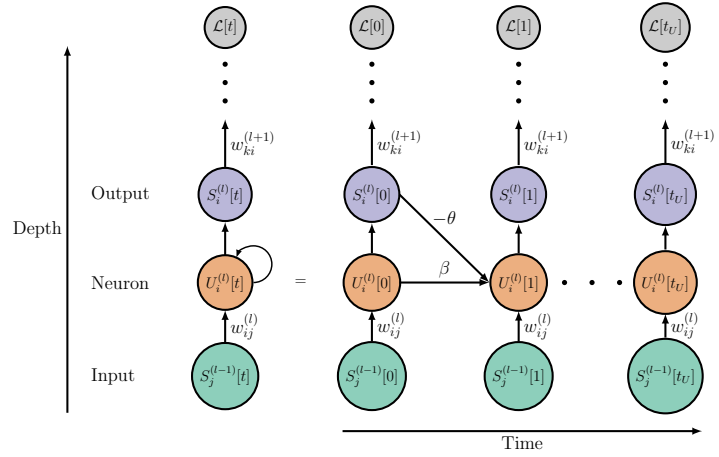 ℒ[t] ℒ[0] ℒ[1] ℒ[t_U]
w_{ki}^{(l+1)} w_{ki}^{(l+1)} w_{ki}^{(l+1)} w_{ki}^{(l+1)}
Output S_i^{(l)}[t] S_i^{(l)}[0] S_i^{(l)}[1] S_i^{(l)}[t_U]
−θ
Depth
Neuron U_i^{(l)}[t] = U_i^{(l)}[0] β U_i^{(l)}[1] U_i^{(l)}[t_U]
w_{ij}^{(l)} w_{ij}^{(l)} w_{ij}^{(l)} w_{ij}^{(l)}
Input S_j^{(l-1)}[t] S_j^{(l-1)}[0] S_j^{(l-1)}[1] S_j^{(l-1)}[t_U]
Time